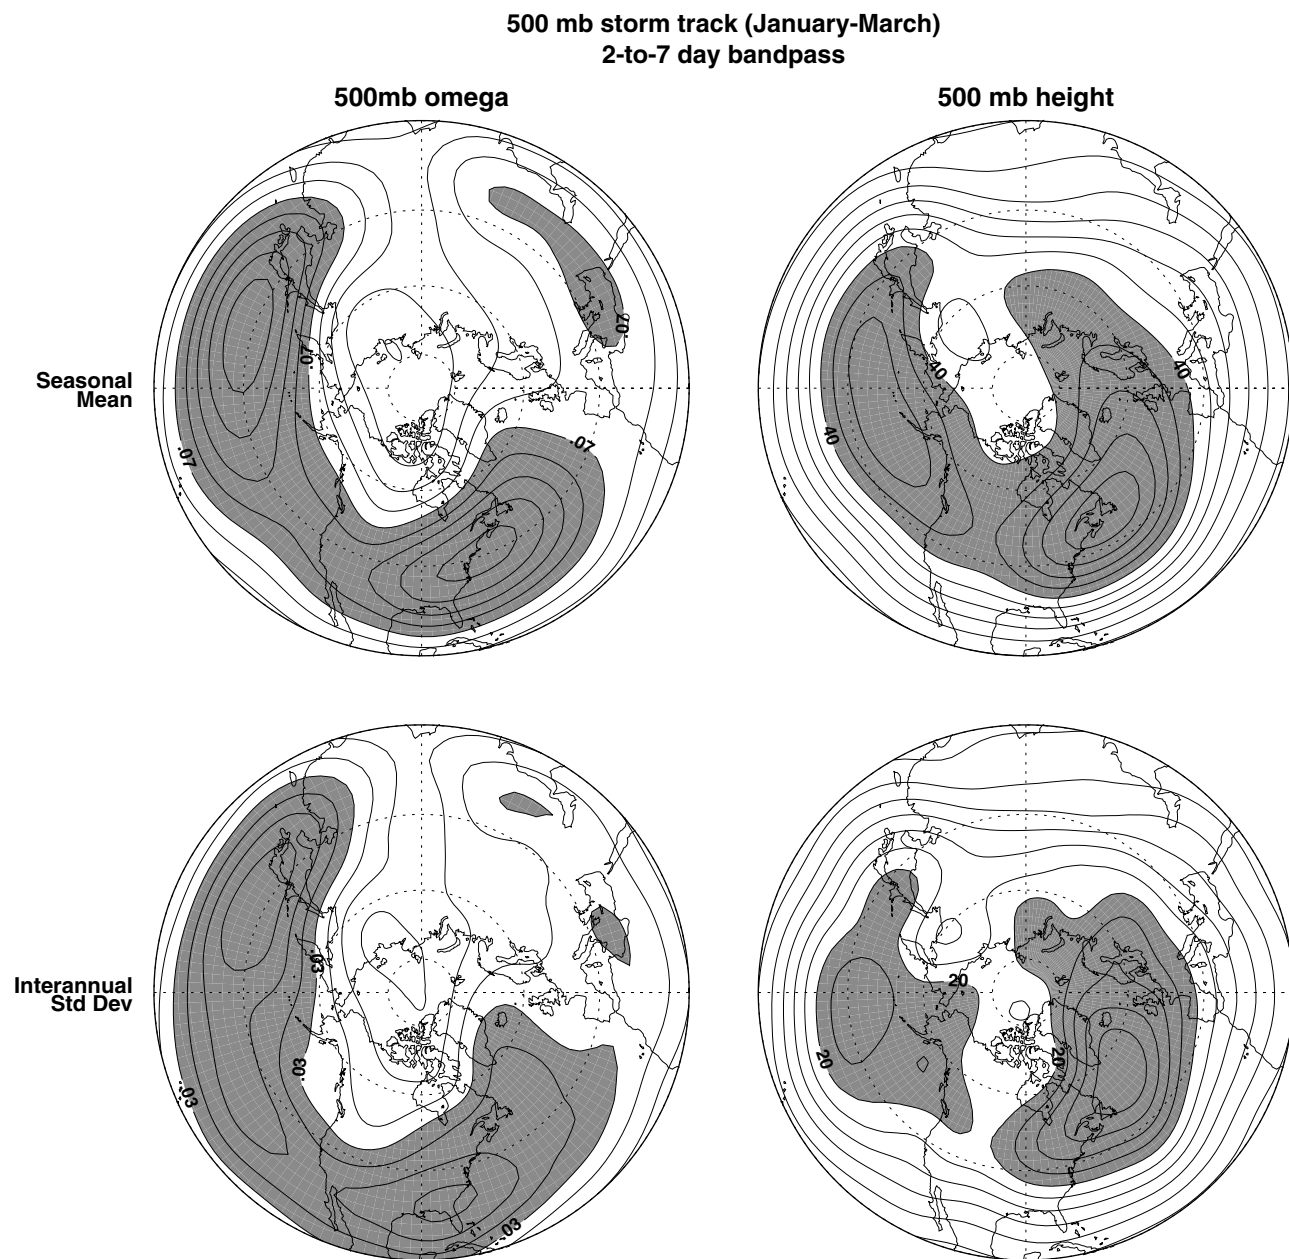 500 mb storm track (January-March)
2-to-7 day bandpass
500mb omega
500 mb height
Seasonal
Mean
.07
.07
.07
.07
40
40
40
Interannual
Std Dev
.03
.03
.03
.03
20
20
20